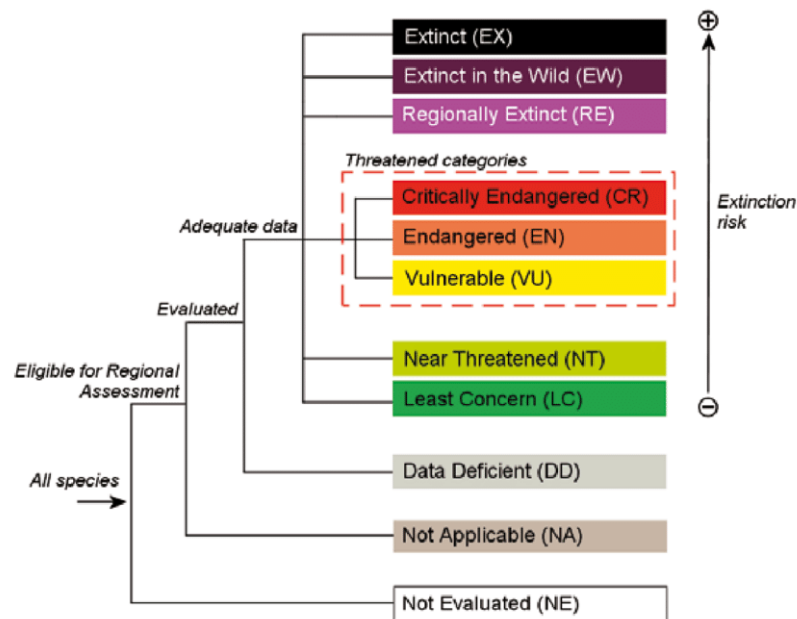 Extinct (EX)
Extinct in the Wild (EW)
Regionally Extinct (RE)
Threatened categories
Critically Endangered (CR)
Adequate data
Endangered (EN)
Extinction
risk
Vulnerable (VU)
Evaluated
Near Threatened (NT)
Eligible for Regional
Assessment
Least Concern (LC)
All species
Data Deficient (DD)
Not Applicable (NA)
Not Evaluated (NE)